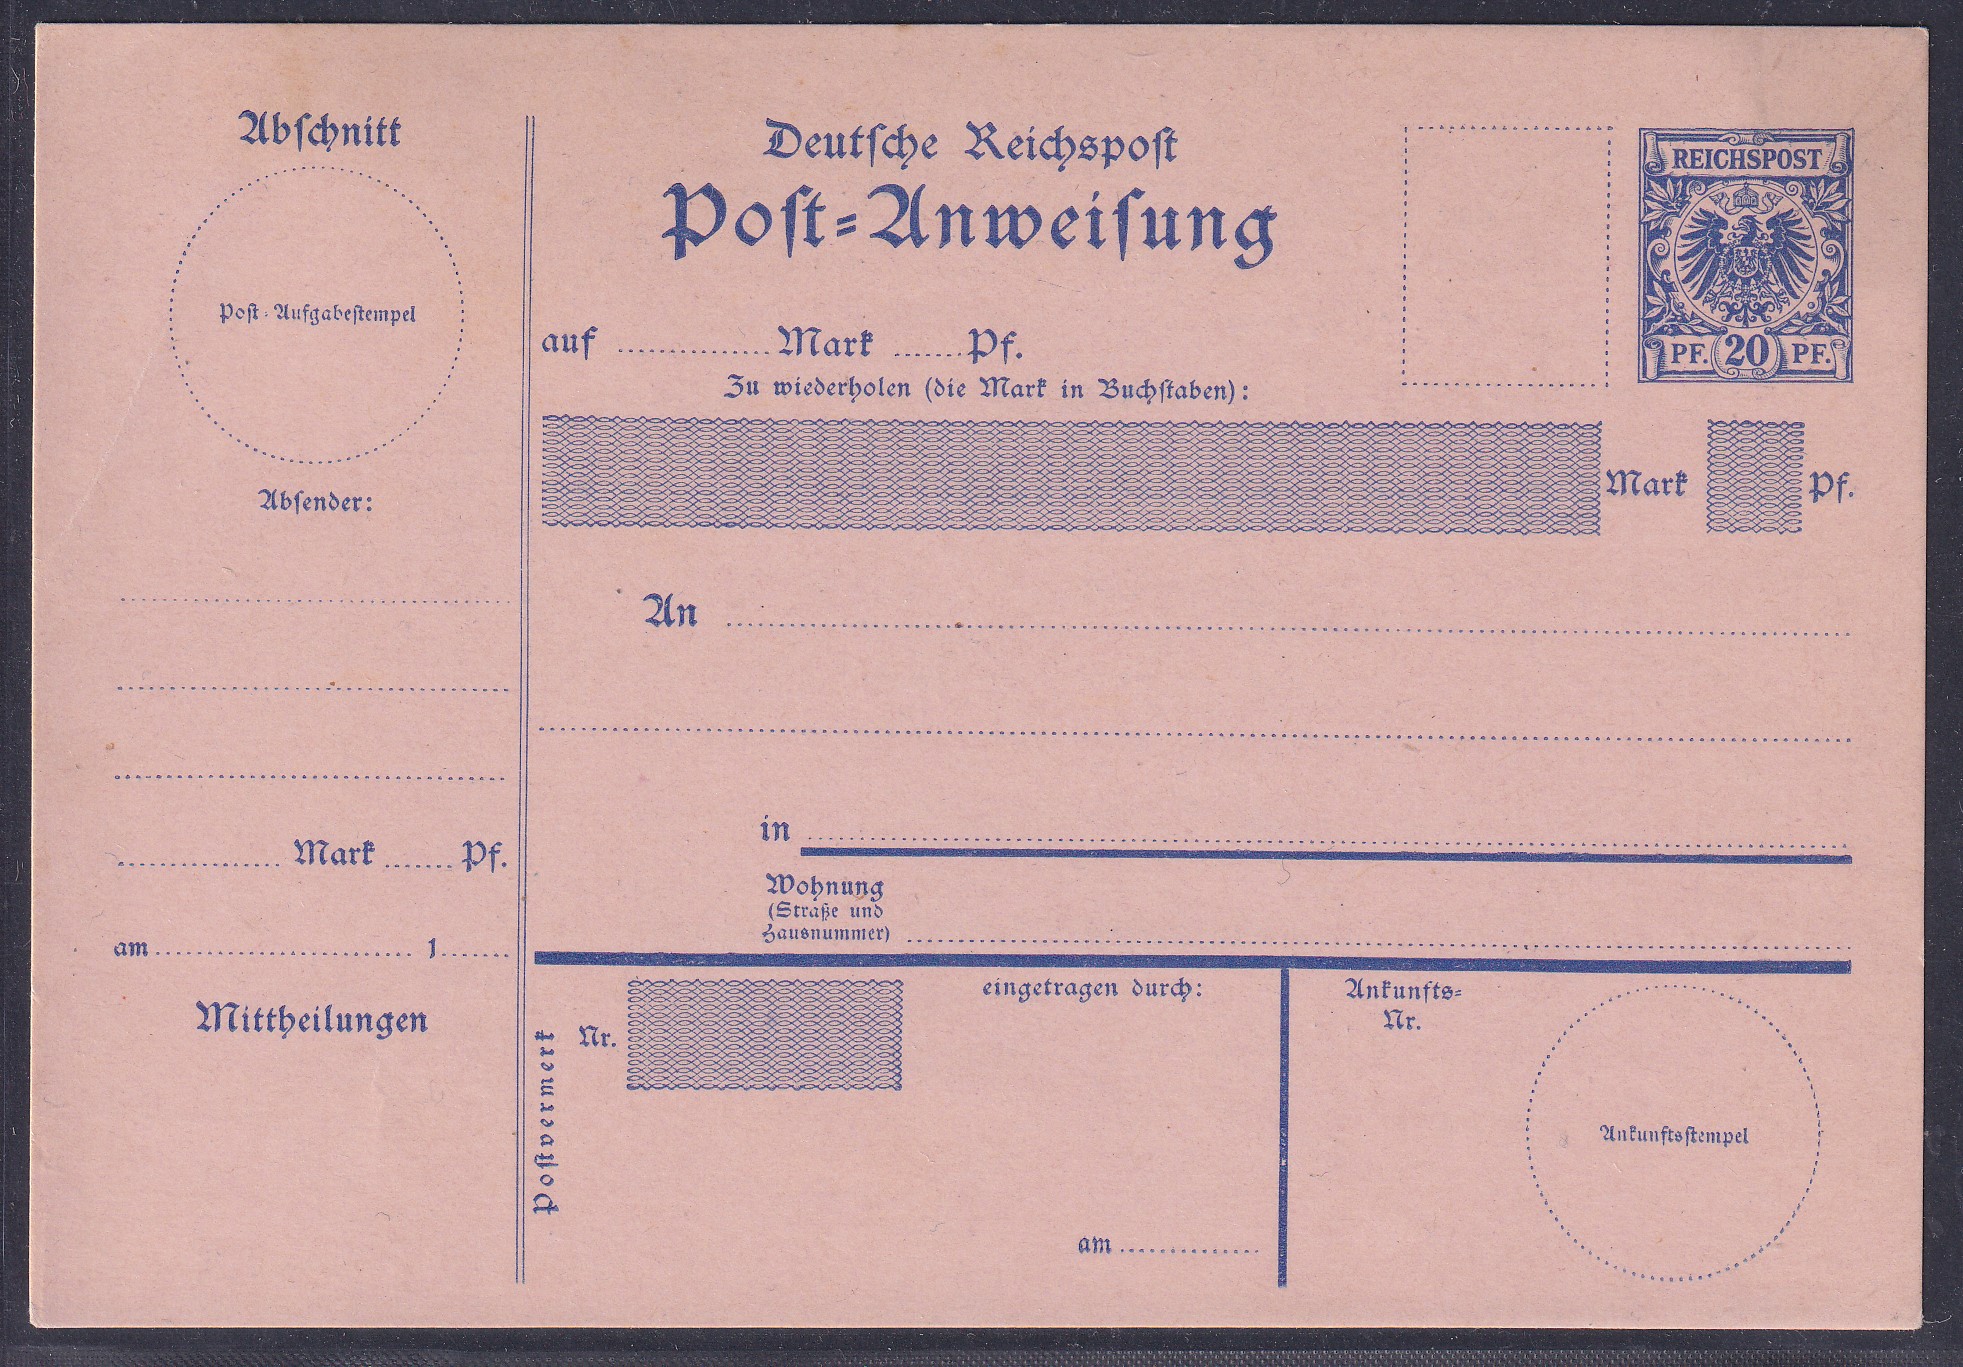 Abschnitt
Post-Aufgabestempel
Absender:
Mark Pf.
am 1
Mittheilungen
Deutsche Reichspost
Post-Anweisung
auf Mark Pf.
Zu wiederholen (die Mark in Buchstaben):
Mark Pf.
An
in
Wohnung
(Straße und
Hausnummer)
Postvermerk
Nr.
eingetragen durch:
am
Ankunfts-
Nr.
Ankunftsstempel
REICHSPOST
PF. 20 PF.